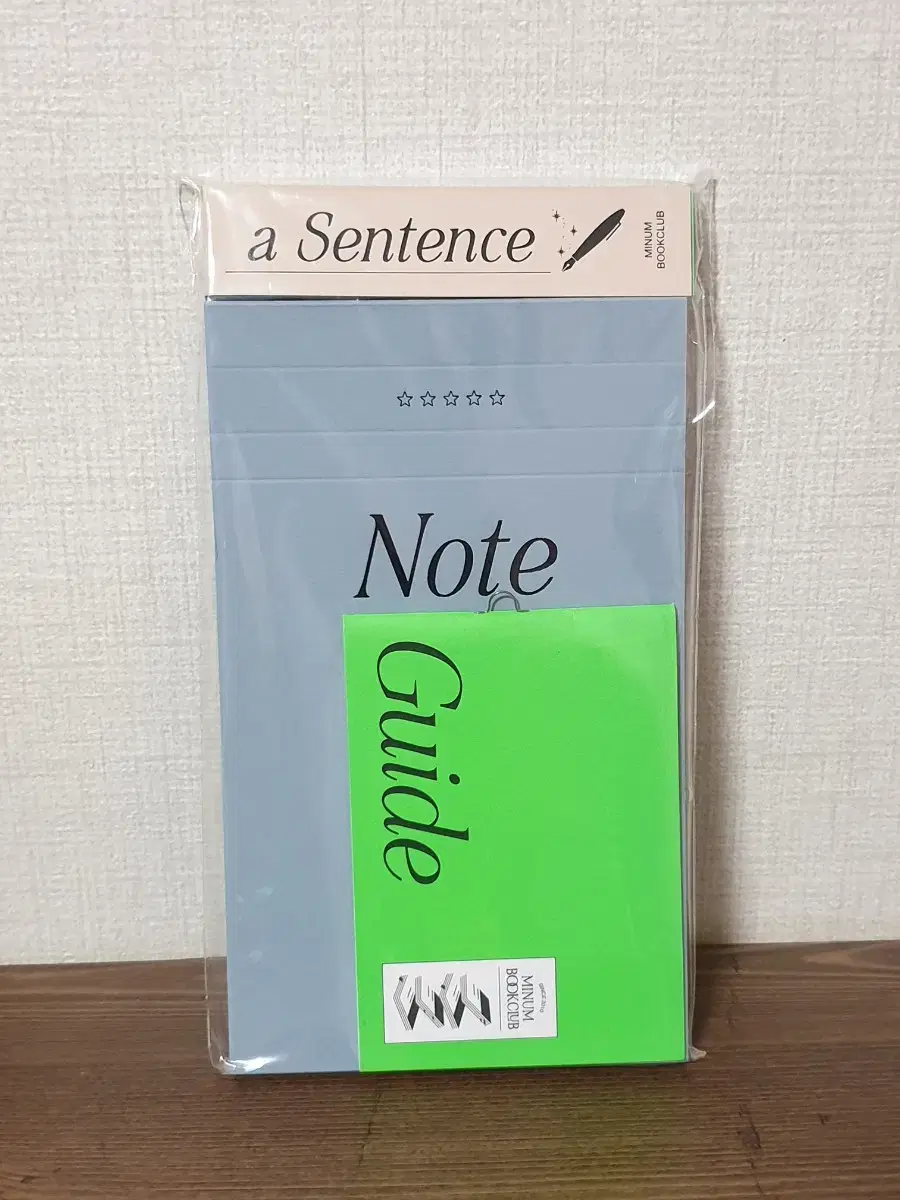 a Sentence
MINUM
BOOKCLUB
Note
Guide
MINUM
BOOKCLUB